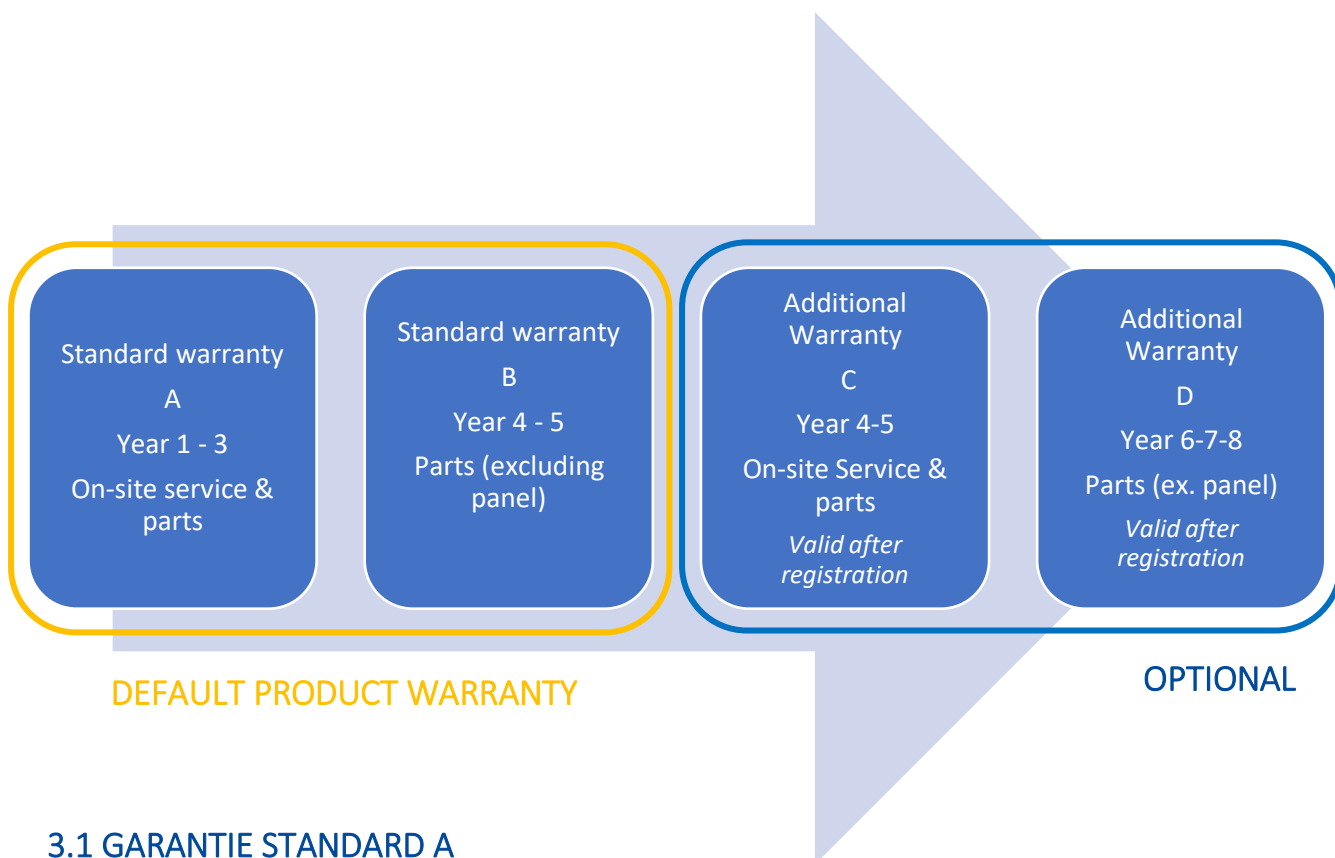 Standard warranty
A
Year 1 - 3
On-site service &
parts
Standard warranty
B
Year 4 - 5
Parts (excluding
panel)
Additional
Warranty
C
Year 4-5
On-site Service &
parts
Valid after
registration
Additional
Warranty
D
Year 6-7-8
Parts (ex. panel)
Valid after
registration
DEFAULT PRODUCT WARRANTY
OPTIONAL
3.1 GARANTIE STANDARD A